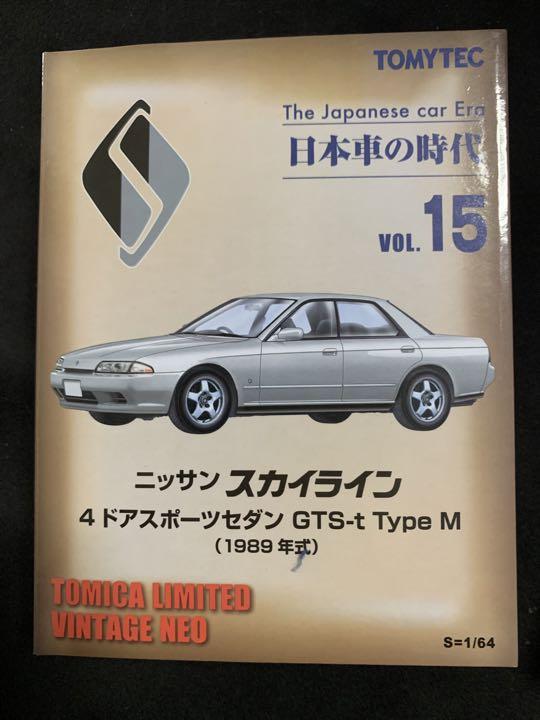 TOMYTEC
The Japanese car Era
日本車の時代
VOL. 15
ニッサン スカイライン
4ドアスポーツセダン GTS-t Type M
(1989年式)
TOMICA LIMITED
VINTAGE NEO
S=1/64